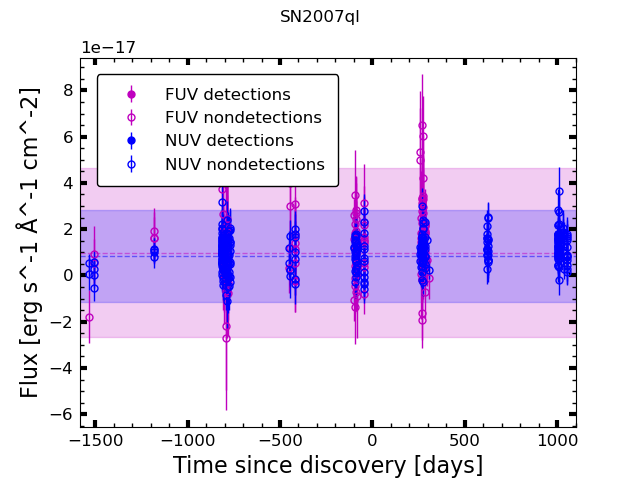 SN2007ql
1e−17
FUV detections
FUV nondetections
NUV detections
NUV nondetections
8
6
4
2
0
−2
−4
−6
Flux [erg s^-1 Å^-1 cm^-2]
−1500 −1000 −500 0 500 1000
Time since discovery [days]